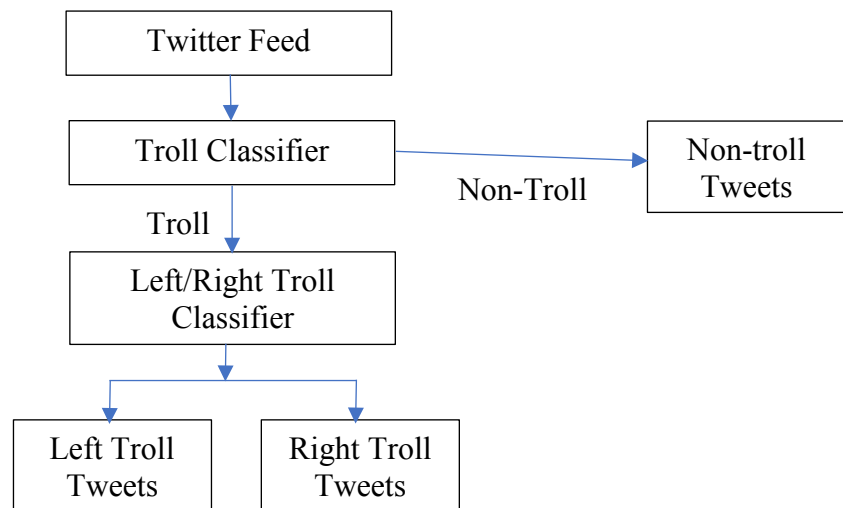 Twitter Feed
Troll Classifier
Non-troll
Tweets
Non-Troll
Troll
Left/Right Troll
Classifier
Left Troll
Tweets
Right Troll
Tweets